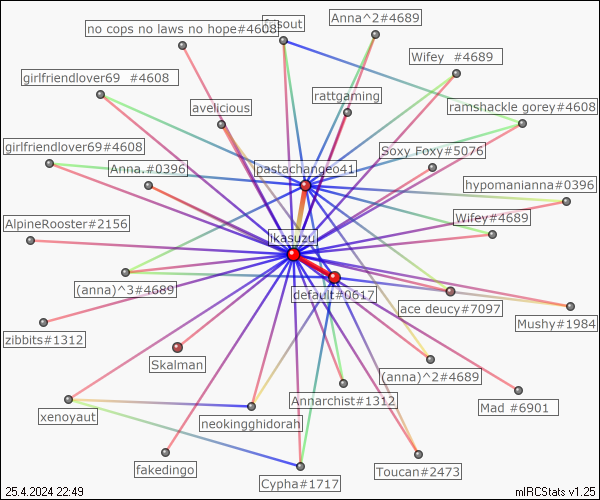 no cops no laws no hope#4608
Anna^2#4689
Wifey   #4689
girlfriendlover69   #4608
avelicious
rattgaming
ramshackle gorey#4608
girlfriendlover69#4608
Anna.#0396
pastachangeo41
Soxy Foxy#5076
hypomanianna#0396
AlpineRooster#2156
ikasuzu
Wifey#4689
(anna)^3#4689
default#0617
ace deucy#7097
Mushy#1984
zibbits#1312
Skalman
(anna)^2#4689
xenoyaut
neokingghidorah
Annarchist#1312
Mad #6901
fakedingo
Cypha#1717
Toucan#2473
25.4.2024 22:49
mIRCStats v1.25